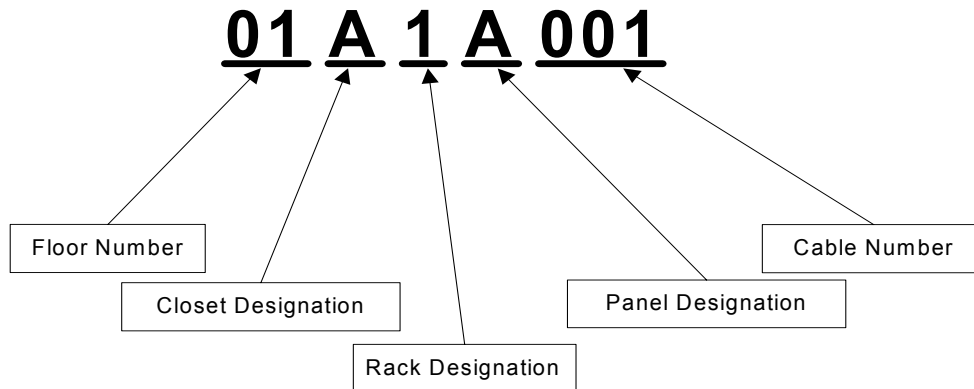 01 A 1 A 001
Floor Number
Cable Number
Closet Designation
Panel Designation
Rack Designation